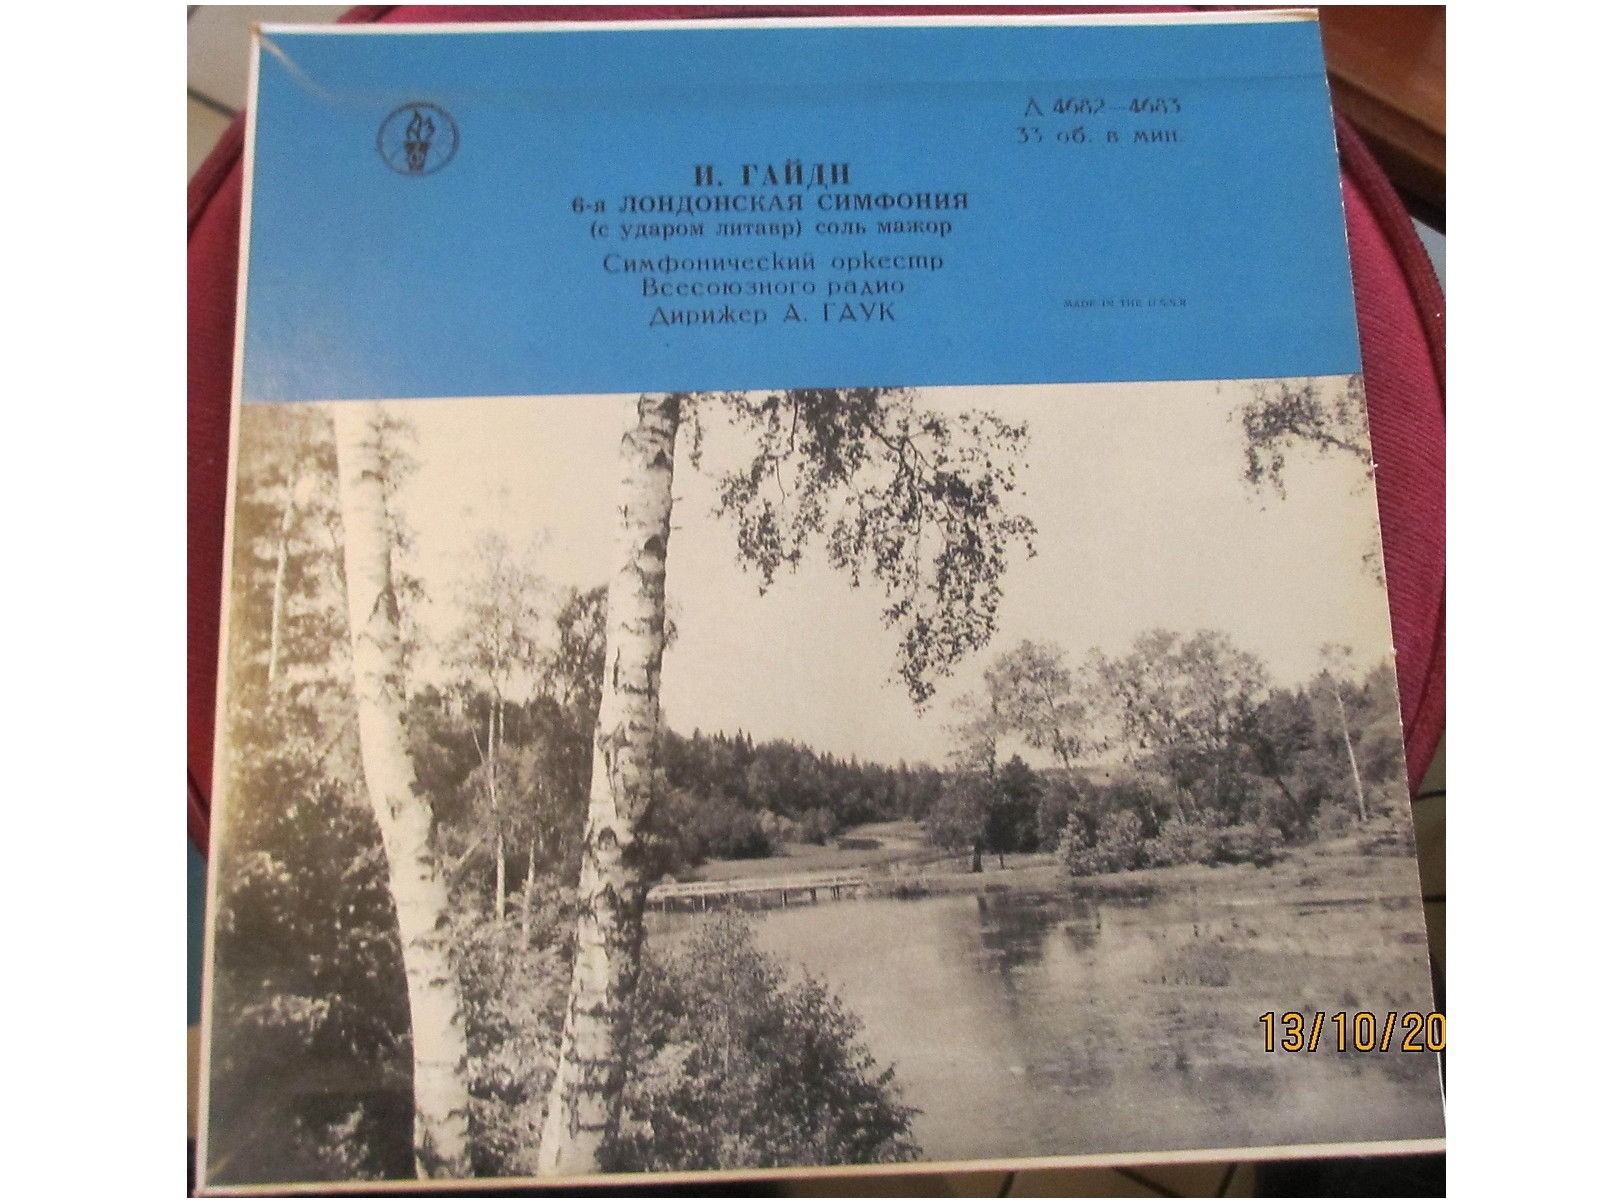 Д 4682—4683
33 об. в мин.
И. ГАЙДН
6-я ЛОНДОНСКАЯ СИМФОНИЯ
(с ударом литавр) соль мажор
Симфонический оркестр
Всесоюзного радио
Дирижер А. ГАУК
MADE IN THE U.S.S.R
13/10/20